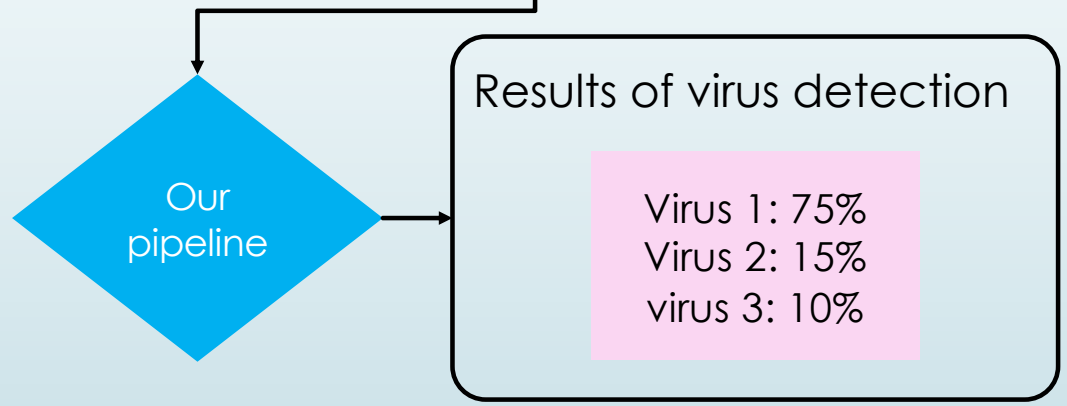 Results of virus detection
Our
pipeline
Virus 1: 75%
Virus 2: 15%
virus 3: 10%